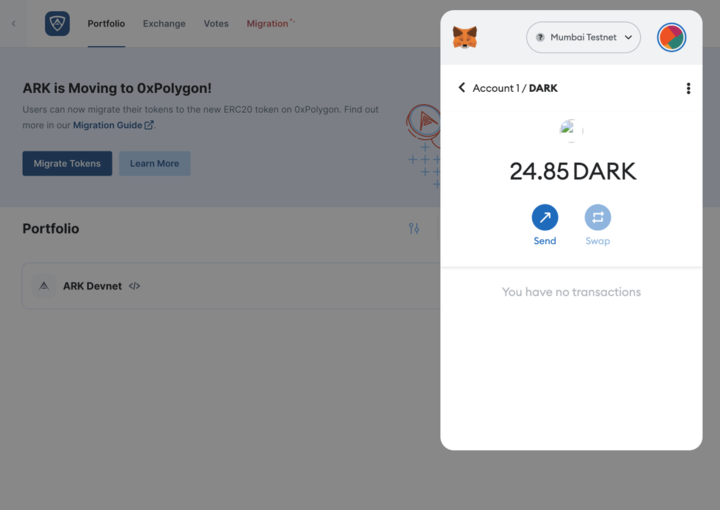 Portfolio Exchange Votes Migration
ARK is Moving to 0xPolygon!
Users can now migrate their tokens to the new ERC20 token on 0xPolygon. Find out
more in our Migration Guide.
Migrate Tokens Learn More
Portfolio
ARK Devnet
Mumbai Testnet
Account 1 / DARK
24.85 DARK
Send Swap
You have no transactions